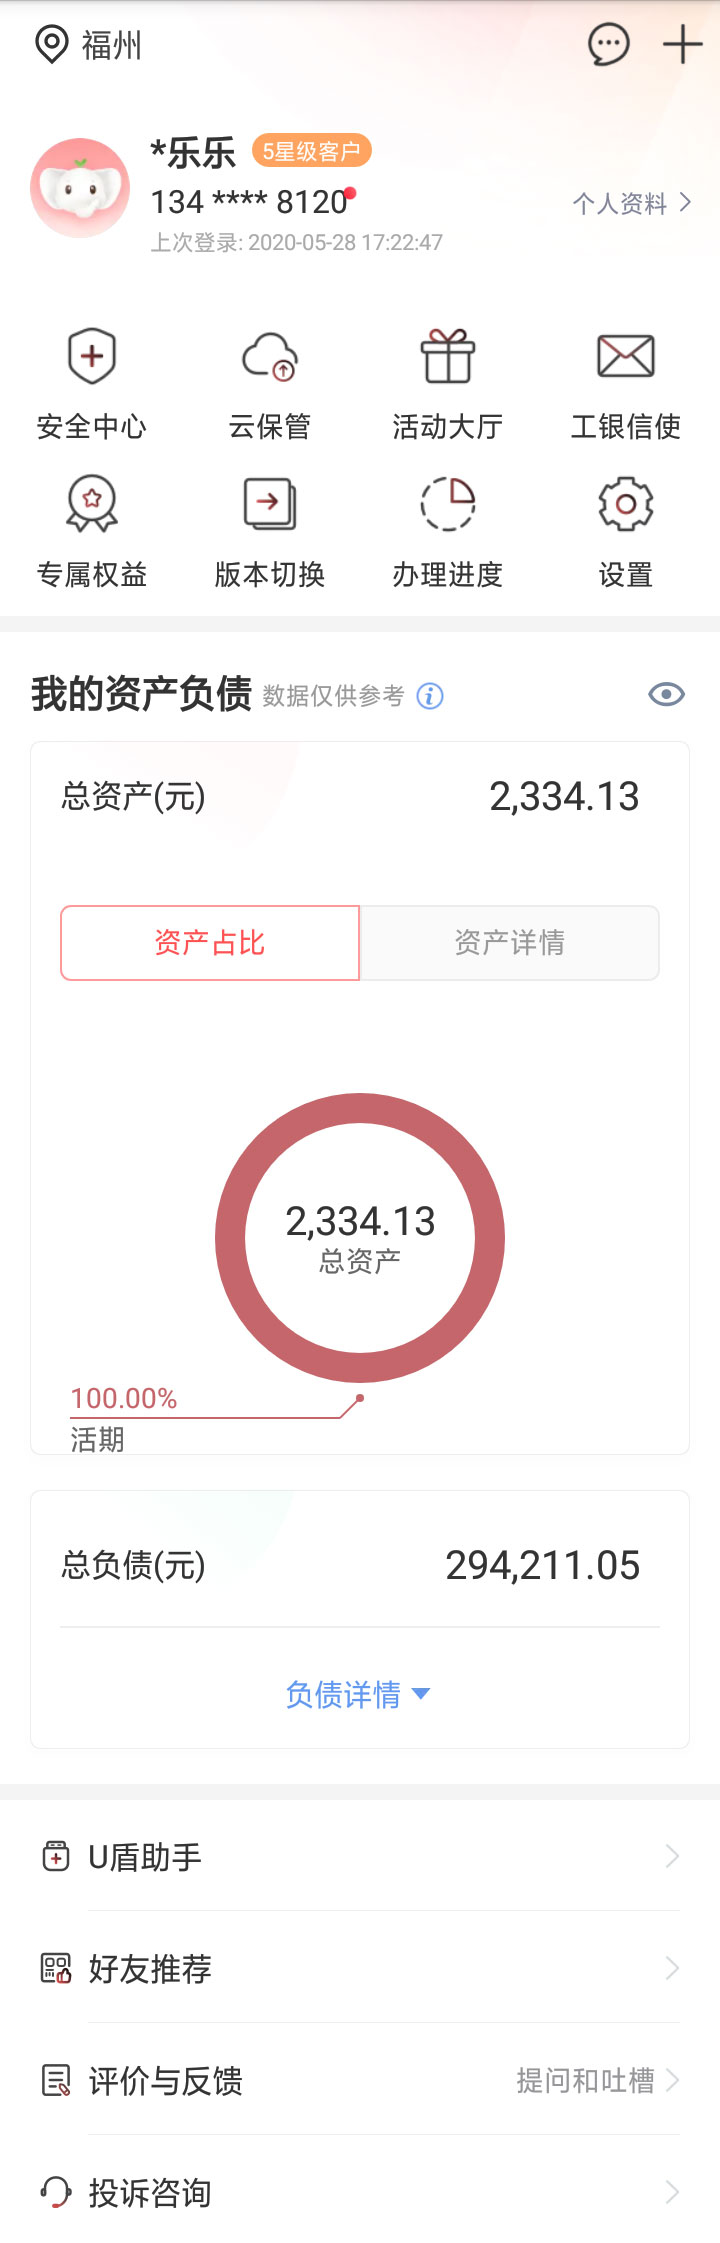 福州
*乐乐 5星级客户
134 **** 8120
个人资料
上次登录: 2020-05-28 17:22:47
安全中心 云保管 活动大厅 工银信使
专属权益 版本切换 办理进度 设置
我的资产负债 数据仅供参考
总资产(元) 2,334.13
资产占比 资产详情
2,334.13
总资产
100.00%
活期
总负债(元) 294,211.05
负债详情
U盾助手
好友推荐
评价与反馈 提问和吐槽
投诉咨询